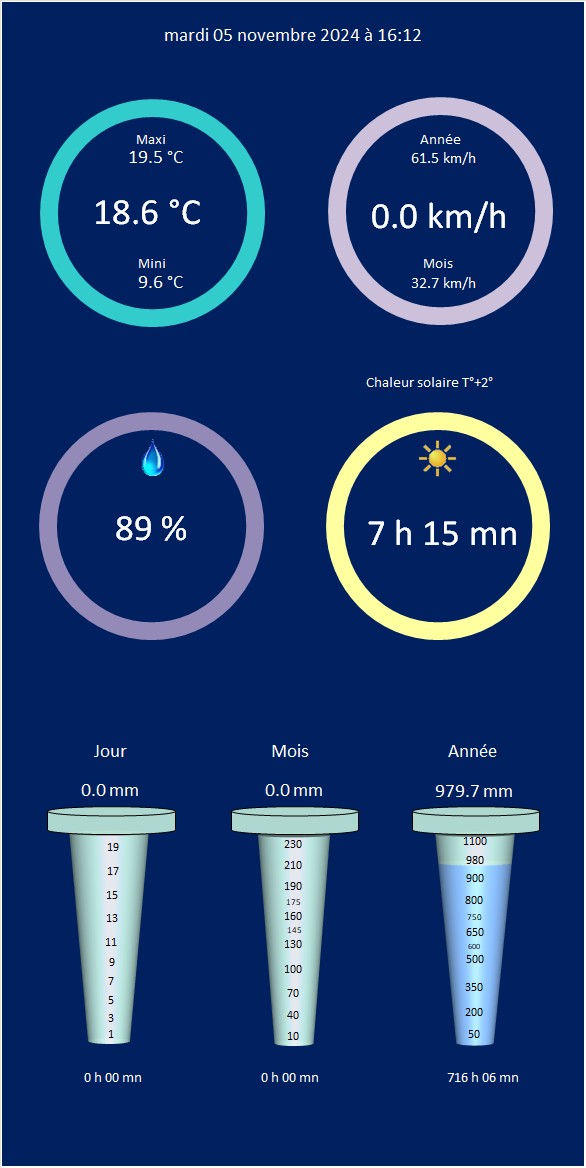 mardi 05 novembre 2024 à 16:12
Maxi
19.5 °C
18.6 °C
Mini
9.6 °C
Année
61.5 km/h
0.0 km/h
Mois
32.7 km/h
Chaleur solaire T°+2°
89 %
7 h 15 mn
Jour
0.0 mm
19
17
15
13
11
9
7
5
3
1
0 h 00 mn
Mois
0.0 mm
230
210
190
175
160
145
130
100
70
40
10
0 h 00 mn
Année
979.7 mm
1100
980
900
800
750
650
600
500
350
200
50
716 h 06 mn